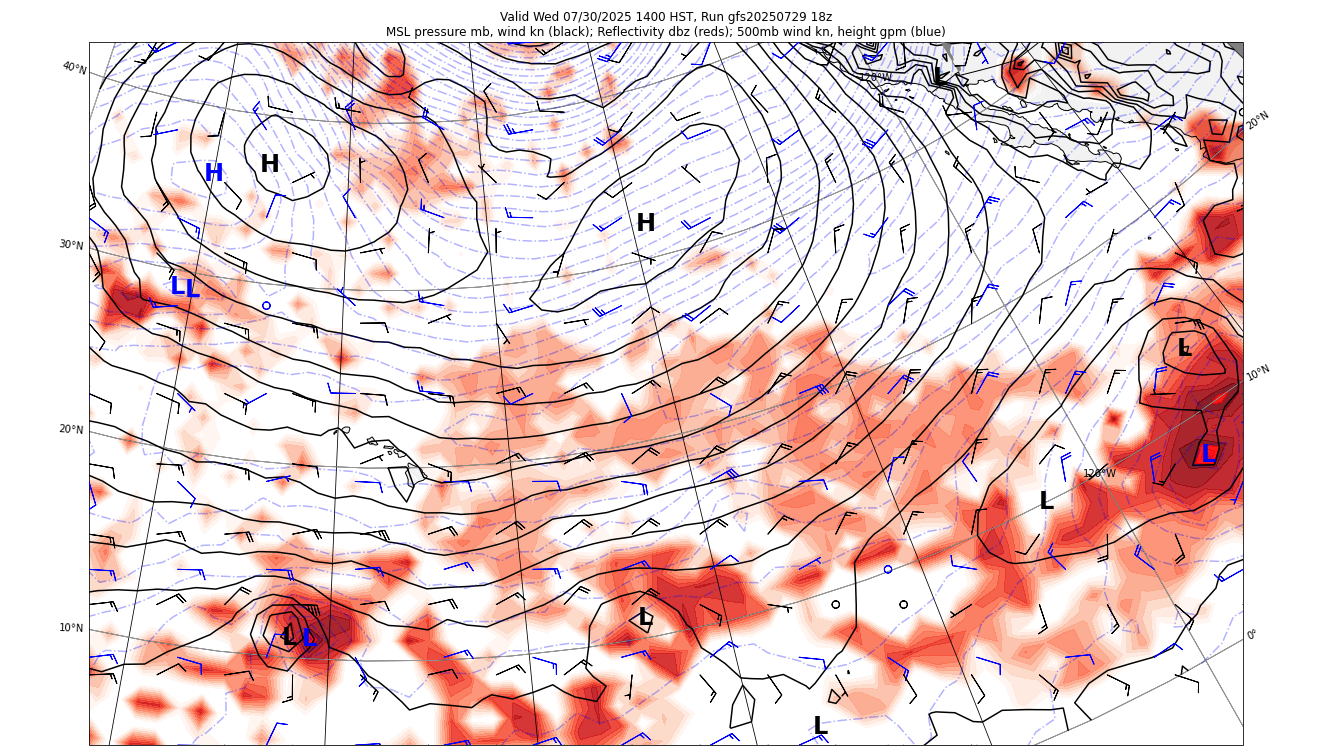 Valid Wed 07/30/2025 1400 HST, Run gfs20250729 18z
MSL pressure mb, wind kn (black); Reflectivity dbz (reds); 500mb wind kn, height gpm (blue)
40°N
120°W
L
20°N
H
H
H
30°N
L
L
L
10°N
20°N
L
120°W
L
10°N
L
L
L
0°
L